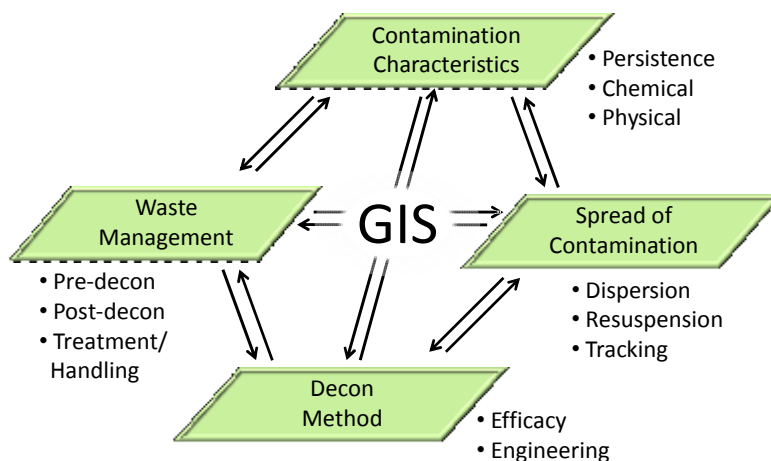 Contamination
Characteristics
• Persistence
• Chemical
• Physical
Waste
Management
GIS
Spread of
Contamination
• Pre-decon
• Post-decon
• Treatment/
Handling
• Dispersion
• Resuspension
• Tracking
Decon
Method
• Efficacy
• Engineering